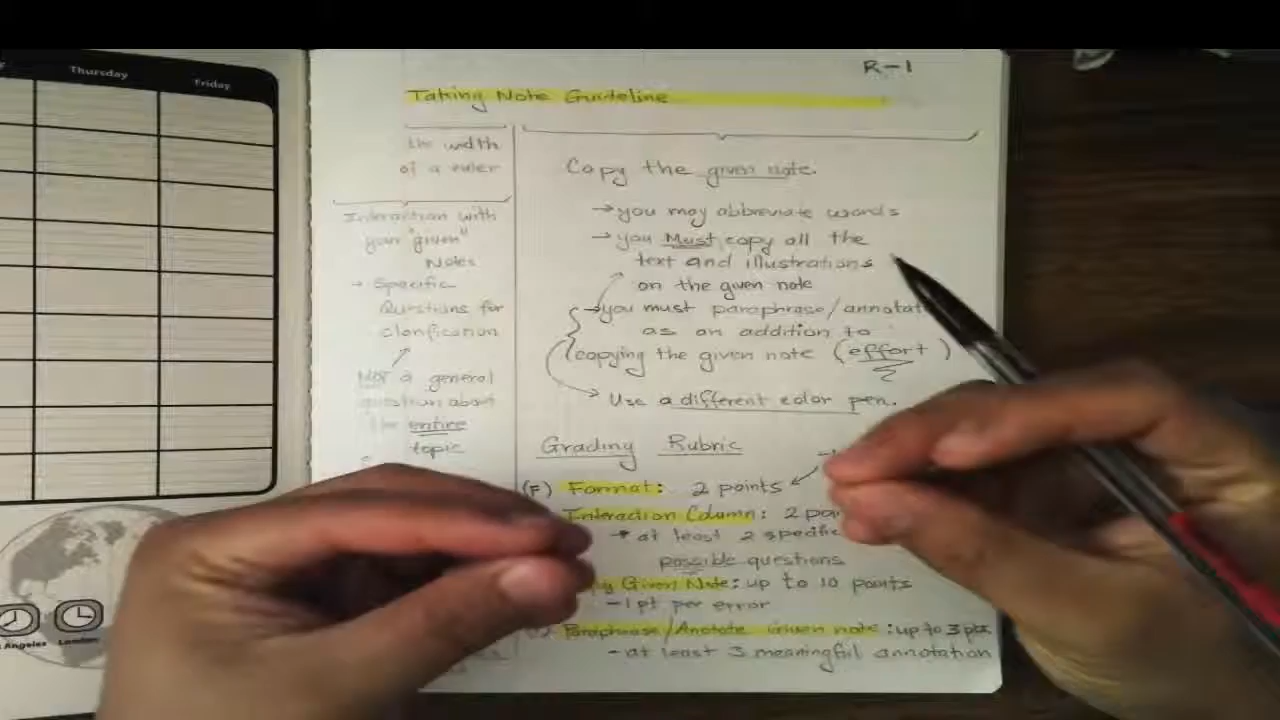 Thursday
Friday
Angeles
London
R-1
Taking Note Guideline
the width
of a ruler
Interaction with
your "given"
Notes
→ Specific
Questions for
clarification
NOT a general
question about
the entire
topic
Copy the given note.
→ you may abbreviate words
→ you Must copy all the
text and illustrations
on the given note
→ you must paraphrase/annotat
as an addition to
copying the given note (effort)
→ Use a different color pen.
Grading Rubric
(F) Format: 2 points
Interaction Column: 2 poi
→ at least 2 specific
possible questions
Given Note: up to 10 points
-1 pt per error
Paraphrase/Anotate Given note: up to 3 pts
-at least 3 meaningful annotation